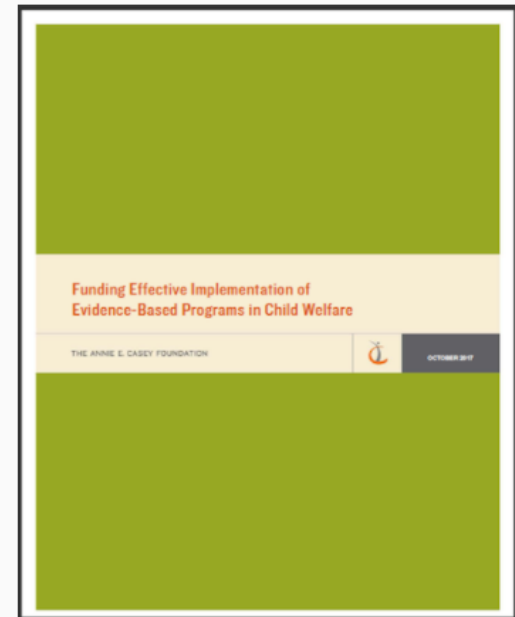 Funding Effective Implementation of
Evidence-Based Programs in Child Welfare
THE ANNIE E. CASEY FOUNDATION
OCTOBER 2017